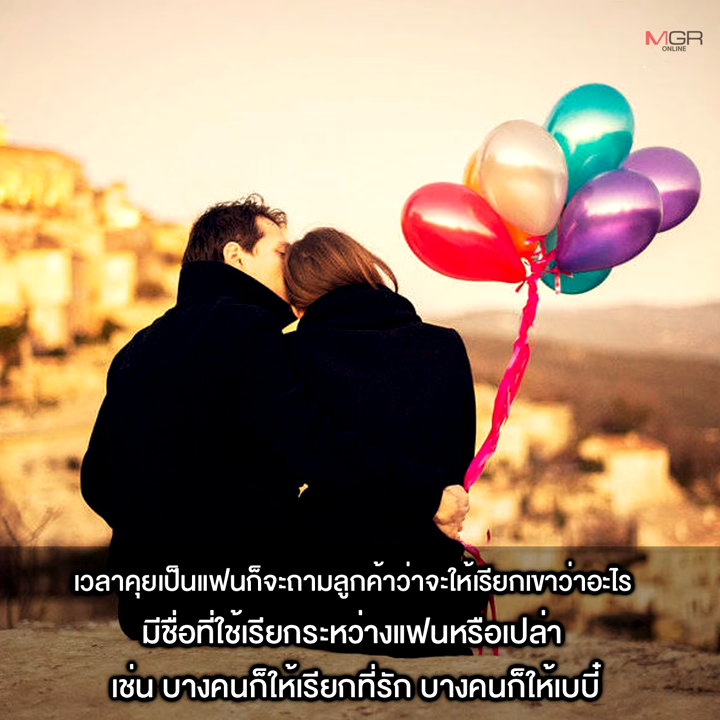 MGR
ONLINE
เวลาคุยเป็นแฟนก็จะถามลูกค้าว่าจะให้เรียกเขาว่าอะไร
มีชื่อที่ใช้เรียกระหว่างแฟนหรือเปล่า
เช่น บางคนก็ให้เรียกที่รัก บางคนก็ให้เบบี๋